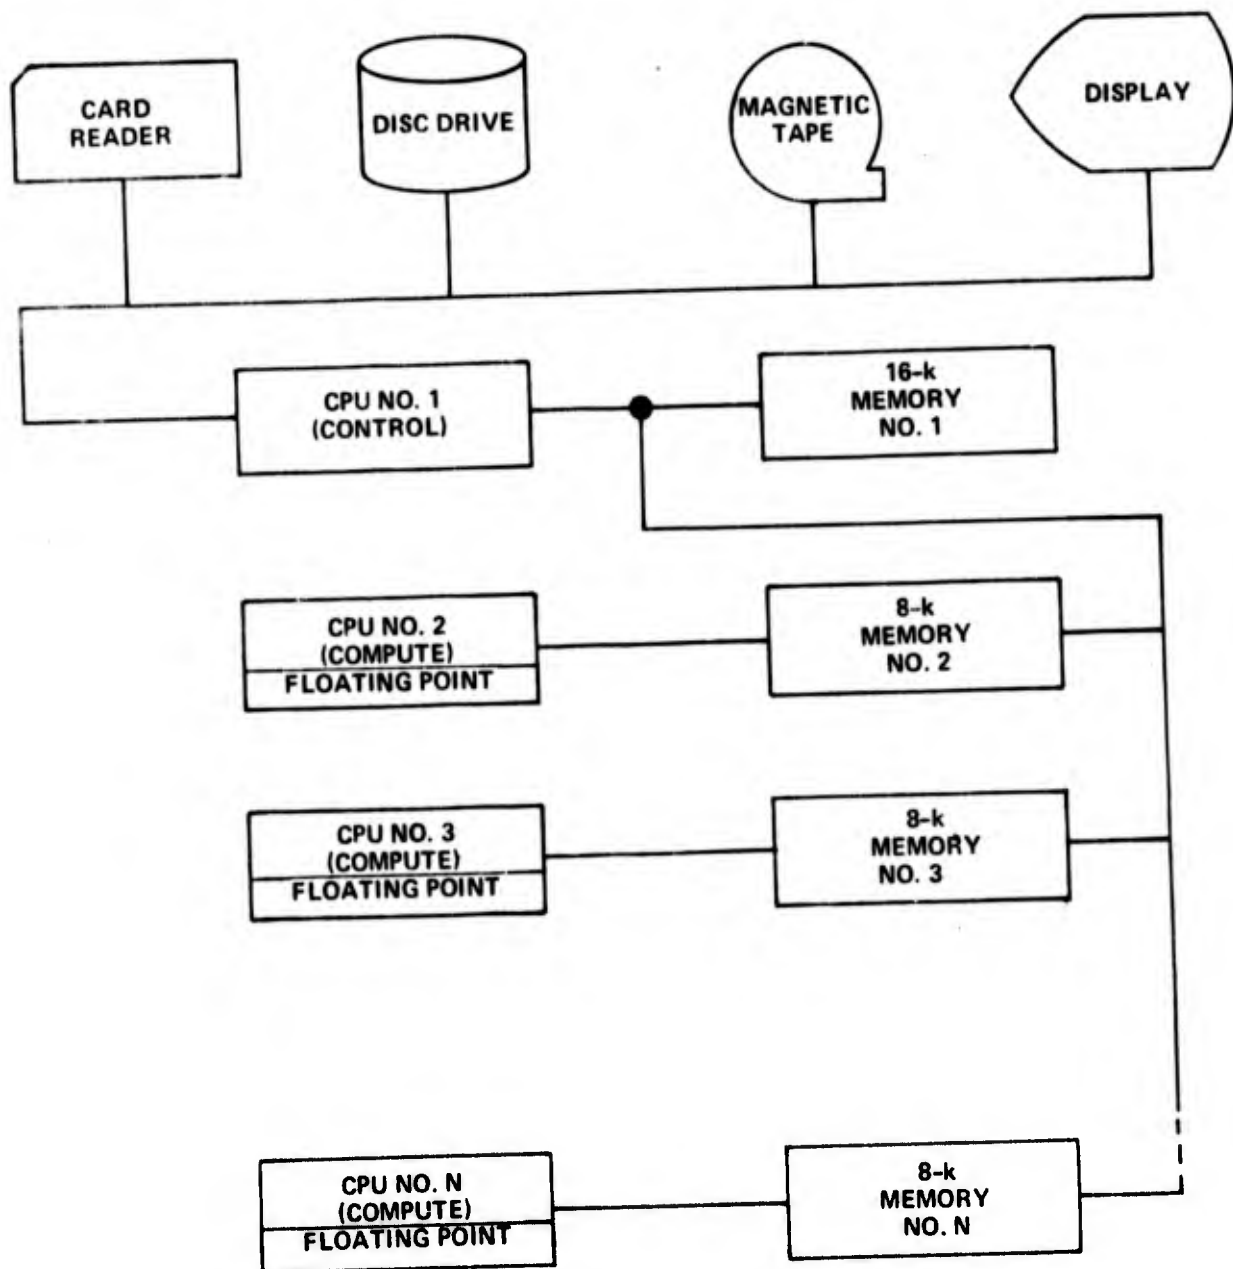 CARD
READER
DISC DRIVE
MAGNETIC
TAPE
DISPLAY
CPU NO. 1
(CONTROL)
16-k
MEMORY
NO. 1
CPU NO. 2
(COMPUTE)
FLOATING POINT
8-k
MEMORY
NO. 2
CPU NO. 3
(COMPUTE)
FLOATING POINT
8-k
MEMORY
NO. 3
CPU NO. N
(COMPUTE)
FLOATING POINT
8-k
MEMORY
NO. N